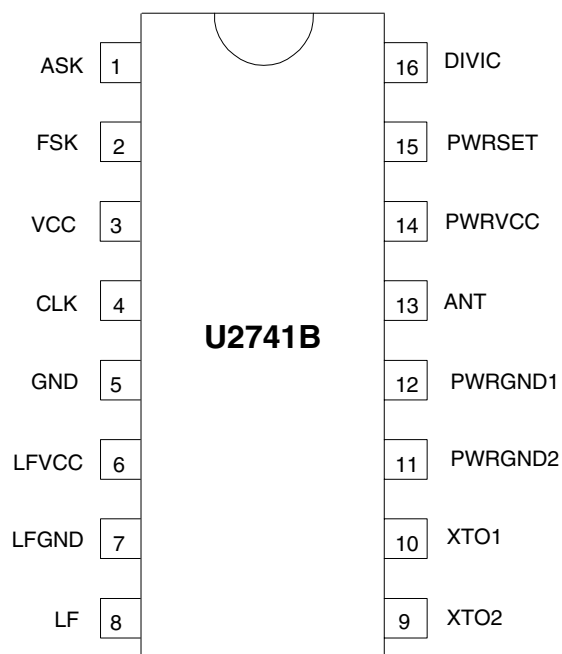 ASK 1 16 DIVIC
FSK 2 15 PWRSET
VCC 3 14 PWRVCC
CLK 4 13 ANT
U2741B
GND 5 12 PWRGND1
LFVCC 6 11 PWRGND2
LFGND 7 10 XTO1
LF 8 9 XTO2